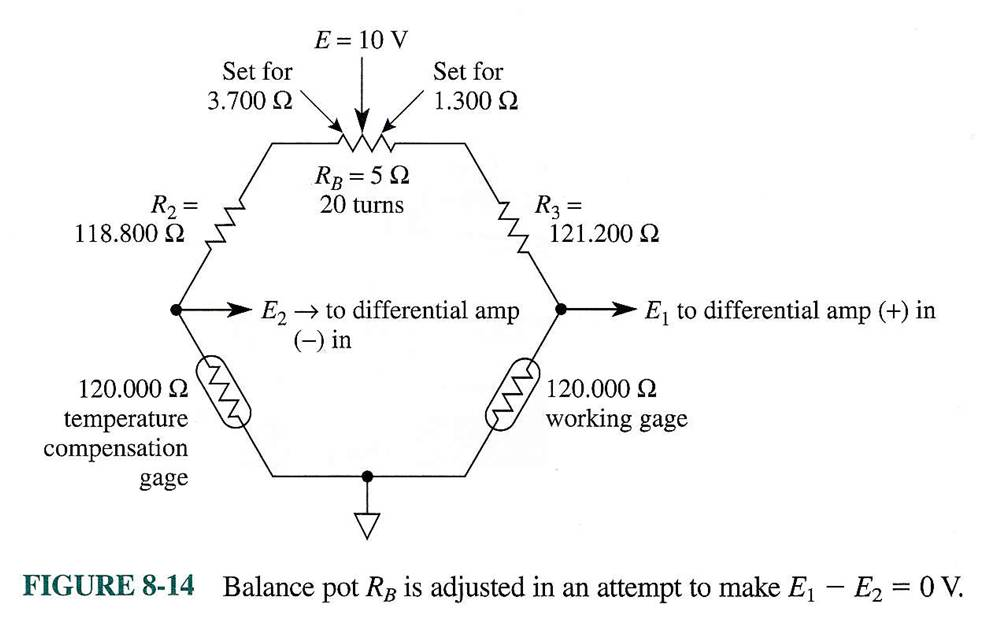 E = 10 V
Set for
3.700 Ω
Set for
1.300 Ω
R_B = 5 Ω
20 turns
R_2 =
118.800 Ω
R_3 =
121.200 Ω
E_2 → to differential amp
(−) in
E_1 to differential amp (+) in
120.000 Ω
temperature
compensation
gage
120.000 Ω
working gage
FIGURE 8-14 Balance pot R_B is adjusted in an attempt to make E_1 − E_2 = 0 V.